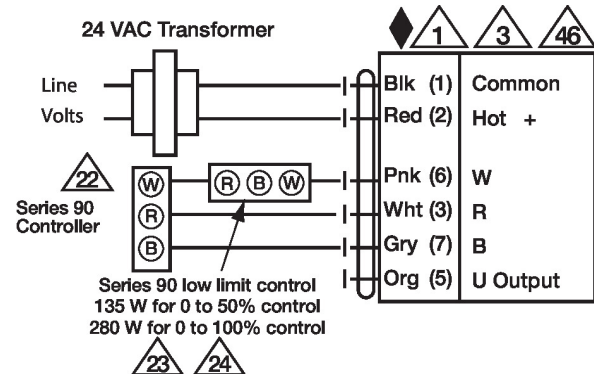 24 VAC Transformer
1 3 46
Line
Volts
Blk (1) Common
Red (2) Hot +
22
Series 90
Controller
W R B W Pnk (6) W
R Wht (3) R
B Gry (7) B
Org (5) U Output
Series 90 low limit control
135 W for 0 to 50% control
280 W for 0 to 100% control
23 24